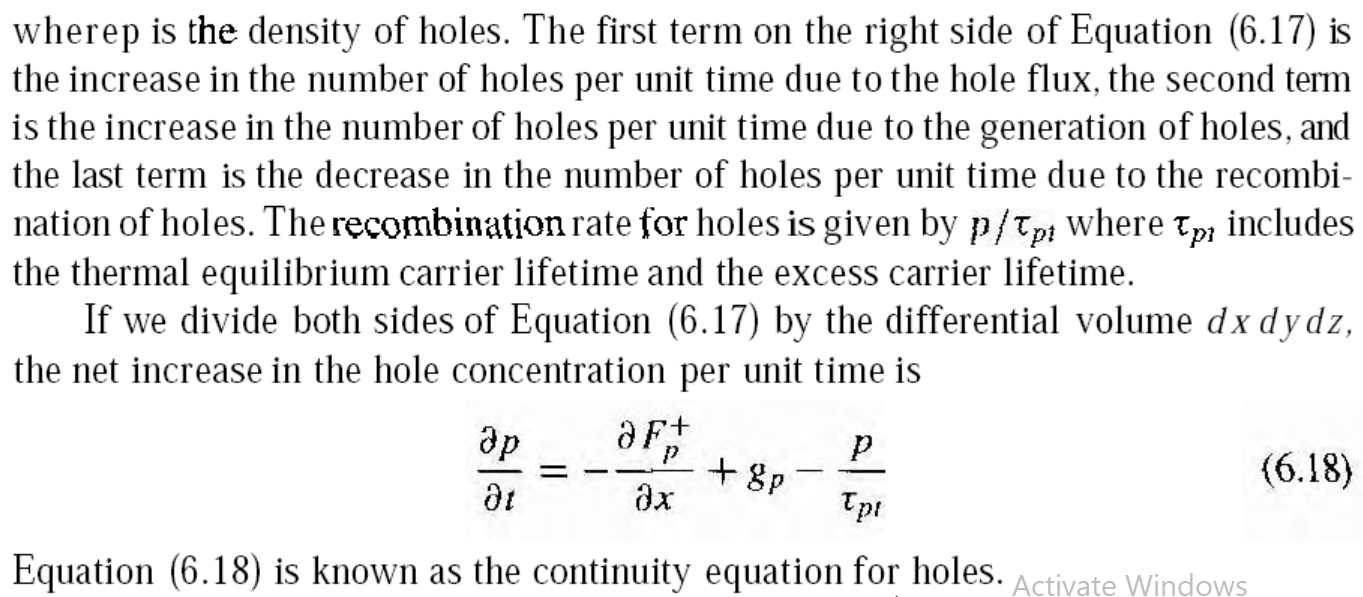 wherep is the density of holes. The first term on the right side of Equation (6.17) is
the increase in the number of holes per unit time due to the hole flux, the second term
is the increase in the number of holes per unit time due to the generation of holes, and
the last term is the decrease in the number of holes per unit time due to the recombi-
nation of holes. The recombination rate for holes is given by p/τₚₜ where τₚₜ includes
the thermal equilibrium carrier lifetime and the excess carrier lifetime.
If we divide both sides of Equation (6.17) by the differential volume dx dy dz,
the net increase in the hole concentration per unit time is
∂p/∂t = −∂Fₚ⁺/∂x + gₚ − p/τₚₜ (6.18)
Equation (6.18) is known as the continuity equation for holes.
Activate Windows